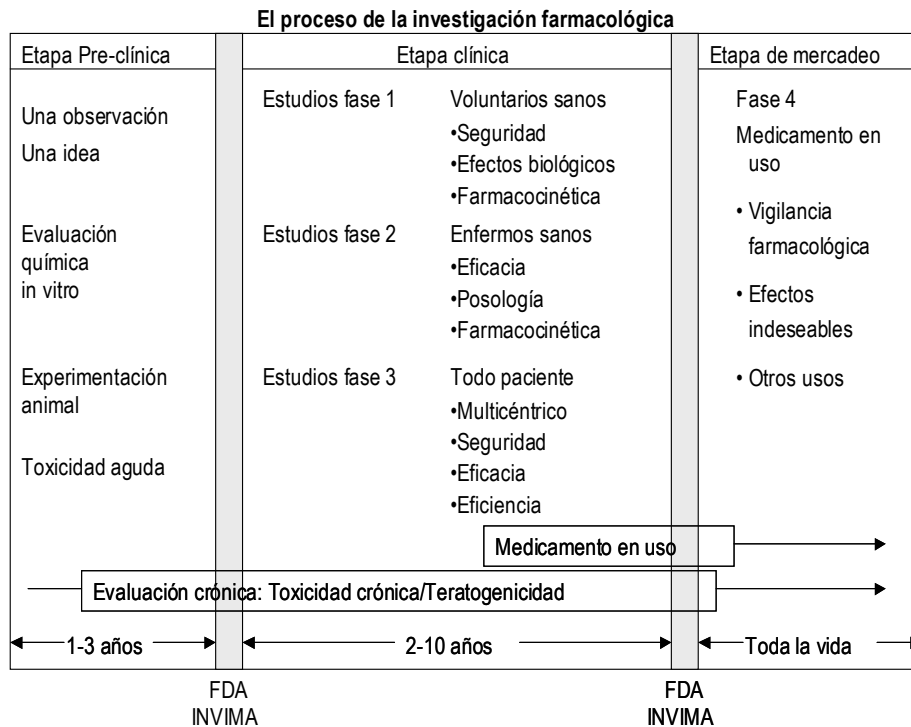 El proceso de la investigación farmacológica
Etapa Pre-clínica
Una observación
Una idea
Evaluación
química
in vitro
Experimentación
animal
Toxicidad aguda
Etapa clínica
Estudios fase 1
Voluntarios sanos
•Seguridad
•Efectos biológicos
•Farmacocinética
Estudios fase 2
Enfermos sanos
•Eficacia
•Posología
•Farmacocinética
Estudios fase 3
Todo paciente
•Multicéntrico
•Seguridad
•Eficacia
•Eficiencia
Etapa de mercadeo
Fase 4
Medicamento en
uso
• Vigilancia
farmacológica
• Efectos
indeseables
• Otros usos
Medicamento en uso
Evaluación crónica: Toxicidad crónica/Teratogenicidad
1-3 años
2-10 años
Toda la vida
FDA
INVIMA
FDA
INVIMA